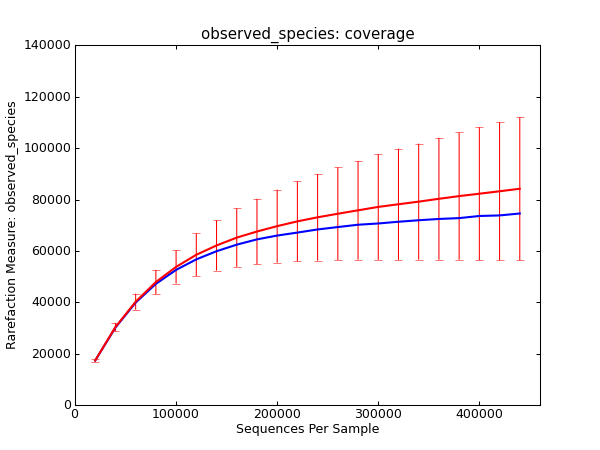 observed_species: coverage
140000
120000
100000
80000
60000
40000
20000
0
Rarefaction Measure: observed_species
0 100000 200000 300000 400000
Sequences Per Sample